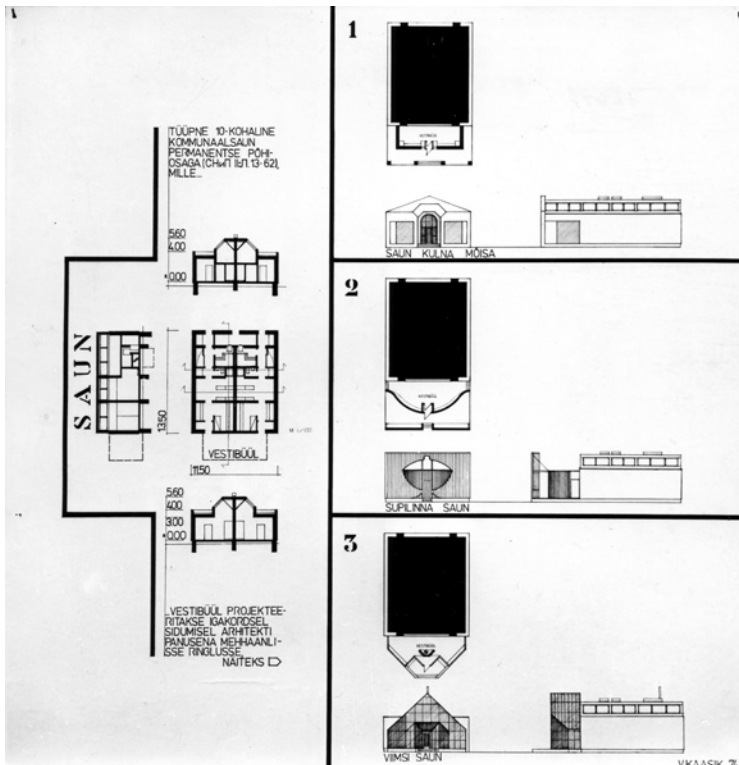 TÜÜPNE 10-KOHALINE
KOMMUNAALSAUN
PERMANENTSE PÕHI-
OSAGA (СНиП II-Л. 13-62),
MILLE...
5.60
4.00
0.00
SAUN
1350
VESTIBÜÜL
1150
5.60
4.00
3.00
0.00
...VESTIBÜÜL PROJEKTEE-
RITAKSE IGAKORDSEL
SIDUMISEL ARHITEKTI
PANUSENA MEHHAANLI-
SSE RINGLUSSE,
NÄITEKS
1
SAUN KULNA MÕISA
2
SUPILINNA SAUN
3
VIIMSI SAUN
V.KAASIK